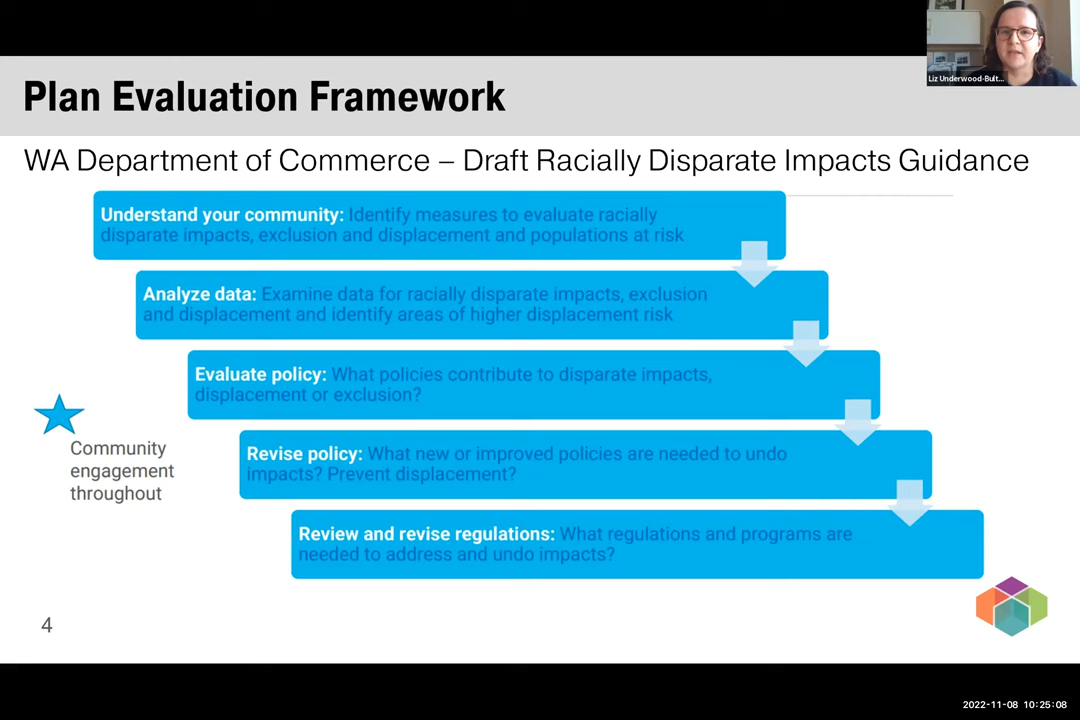 Liz Underwood-Bult...
Plan Evaluation Framework
WA Department of Commerce – Draft Racially Disparate Impacts Guidance
Understand your community: Identify measures to evaluate racially
disparate impacts, exclusion and displacement and populations at risk
Analyze data: Examine data for racially disparate impacts, exclusion
and displacement and identify areas of higher displacement risk
Evaluate policy: What policies contribute to disparate impacts,
displacement or exclusion?
Community
engagement
throughout
Revise policy: What new or improved policies are needed to undo
impacts? Prevent displacement?
Review and revise regulations: What regulations and programs are
needed to address and undo impacts?
4
2022-11-08 10:25:08